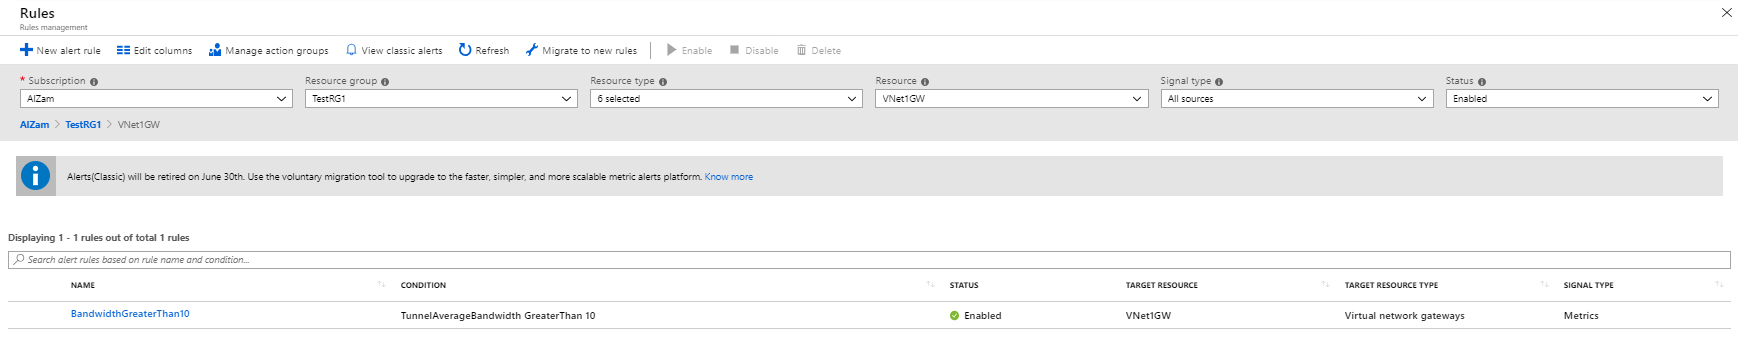 Rules
Rules management
New alert rule Edit columns Manage action groups View classic alerts Refresh Migrate to new rules Enable Disable Delete
* Subscription Resource group Resource type Resource Signal type Status
AIZam TestRG1 6 selected VNet1GW All sources Enabled
AIZam > TestRG1 > VNet1GW
Alerts(Classic) will be retired on June 30th. Use the voluntary migration tool to upgrade to the faster, simpler, and more scalable metric alerts platform. Know more
Displaying 1 - 1 rules out of total 1 rules
Search alert rules based on rule name and condition...
NAME CONDITION STATUS TARGET RESOURCE TARGET RESOURCE TYPE SIGNAL TYPE
BandwidthGreaterThan10 TunnelAverageBandwidth GreaterThan 10 Enabled VNet1GW Virtual network gateways Metrics